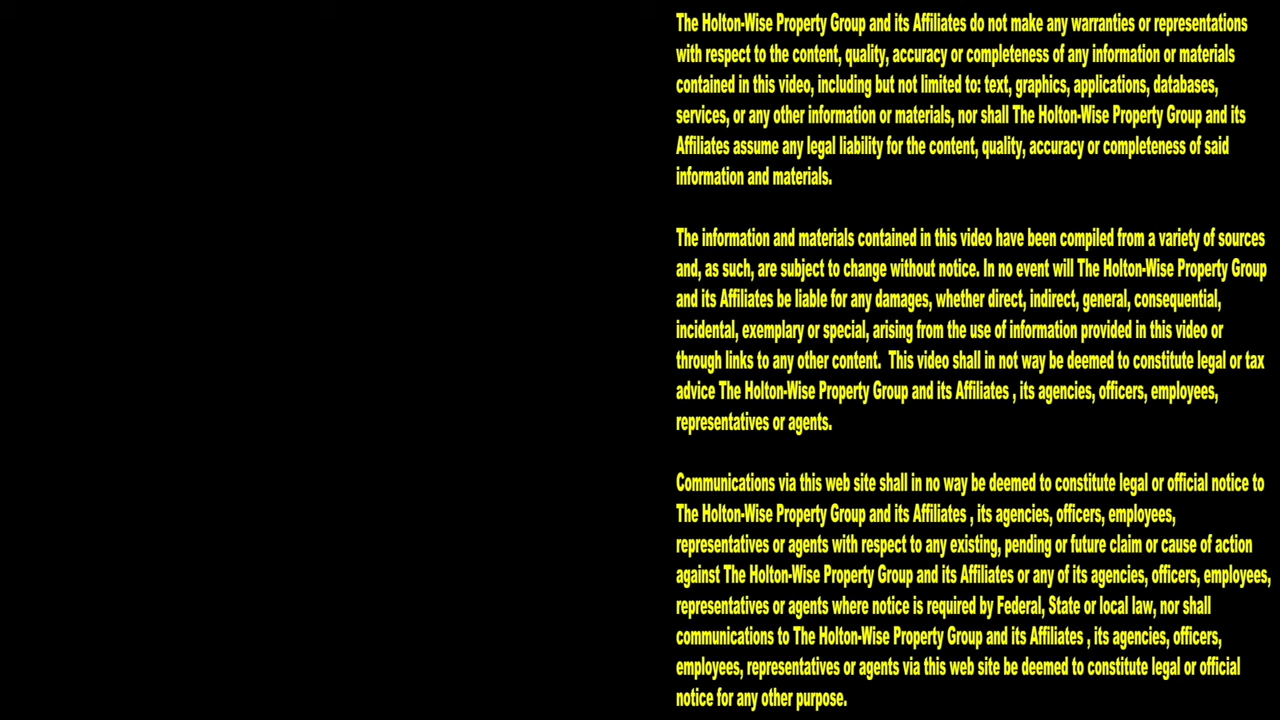 The Holton-Wise Property Group and its Affiliates do not make any warranties or representations
with respect to the content, quality, accuracy or completeness of any information or materials
contained in this video, including but not limited to: text, graphics, applications, databases,
services, or any other information or materials, nor shall The Holton-Wise Property Group and its
Affiliates assume any legal liability for the content, quality, accuracy or completeness of said
information and materials.
The information and materials contained in this video have been compiled from a variety of sources
and, as such, are subject to change without notice. In no event will The Holton-Wise Property Group
and its Affiliates be liable for any damages, whether direct, indirect, general, consequential,
incidental, exemplary or special, arising from the use of information provided in this video or
through links to any other content.  This video shall in not way be deemed to constitute legal or tax
advice The Holton-Wise Property Group and its Affiliates , its agencies, officers, employees,
representatives or agents.
Communications via this web site shall in no way be deemed to constitute legal or official notice to
The Holton-Wise Property Group and its Affiliates , its agencies, officers, employees,
representatives or agents with respect to any existing, pending or future claim or cause of action
against The Holton-Wise Property Group and its Affiliates or any of its agencies, officers, employees,
representatives or agents where notice is required by Federal, State or local law, nor shall
communications to The Holton-Wise Property Group and its Affiliates , its agencies, officers,
employees, representatives or agents via this web site be deemed to constitute legal or official
notice for any other purpose.